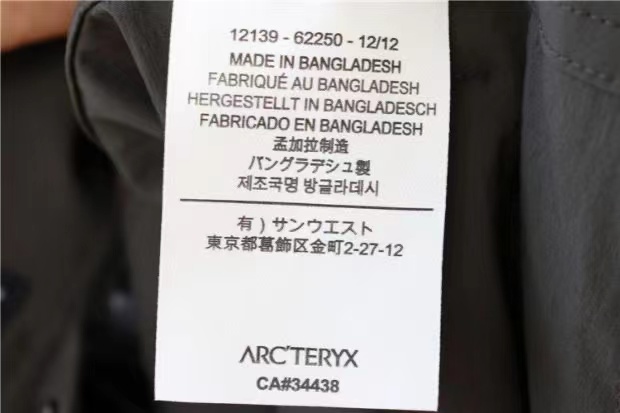 12139 - 62250 - 12/12
MADE IN BANGLADESH
FABRIQUÉ AU BANGLADESH
HERGESTELLT IN BANGLADESCH
FABRICADO EN BANGLADESH
孟加拉制造
バングラデシュ製
제조국명 방글라데시
有）サンウエスト
東京都葛飾区金町2-27-12
ARC'TERYX
CA#34438